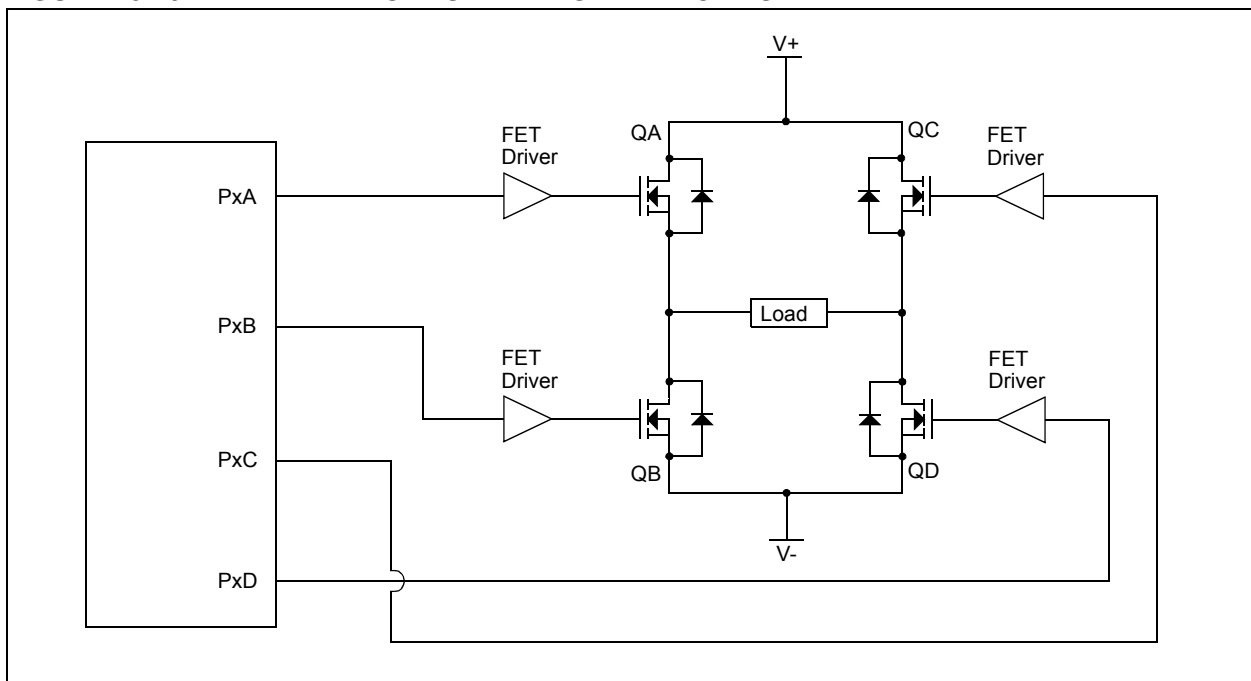 V+
FET
Driver
QA
QC
FET
Driver
PxA
PxB
Load
FET
Driver
FET
Driver
PxC
QB
QD
V-
PxD